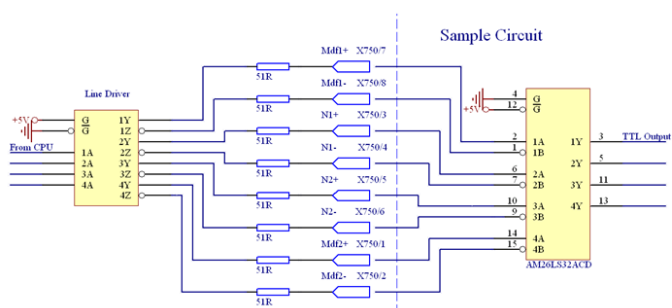 Sample Circuit
Mdf1+ X750/7
51R
Mdf1- X750/8
51R
N1+ X750/3
51R
N1- X750/4
51R
N2+ X750/5
51R
N2- X750/6
51R
Mdf2+ X750/1
51R
Mdf2- X750/2
51R
Line Driver
+5V
G 1Y
G 1Z
2Y
From CPU
1A 2Z
2A 3Y
3A 3Z
4A 4Y
4Z
4 G
+5V 12 G
2 1A 1Y 3 TTL Output
1 1B
2Y 5
6 2A
7 2B 3Y 11
10 3A 4Y 13
9 3B
14 4A
15 4B
AM26LS32ACD